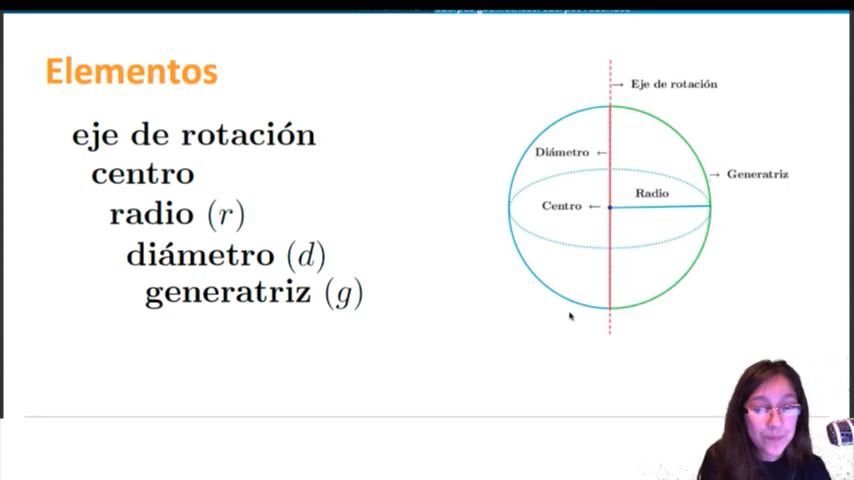 Elementos
eje de rotación
centro
radio (r)
diámetro (d)
generatriz (g)
→ Eje de rotación
Diámetro ←
→ Generatriz
Radio
Centro ←